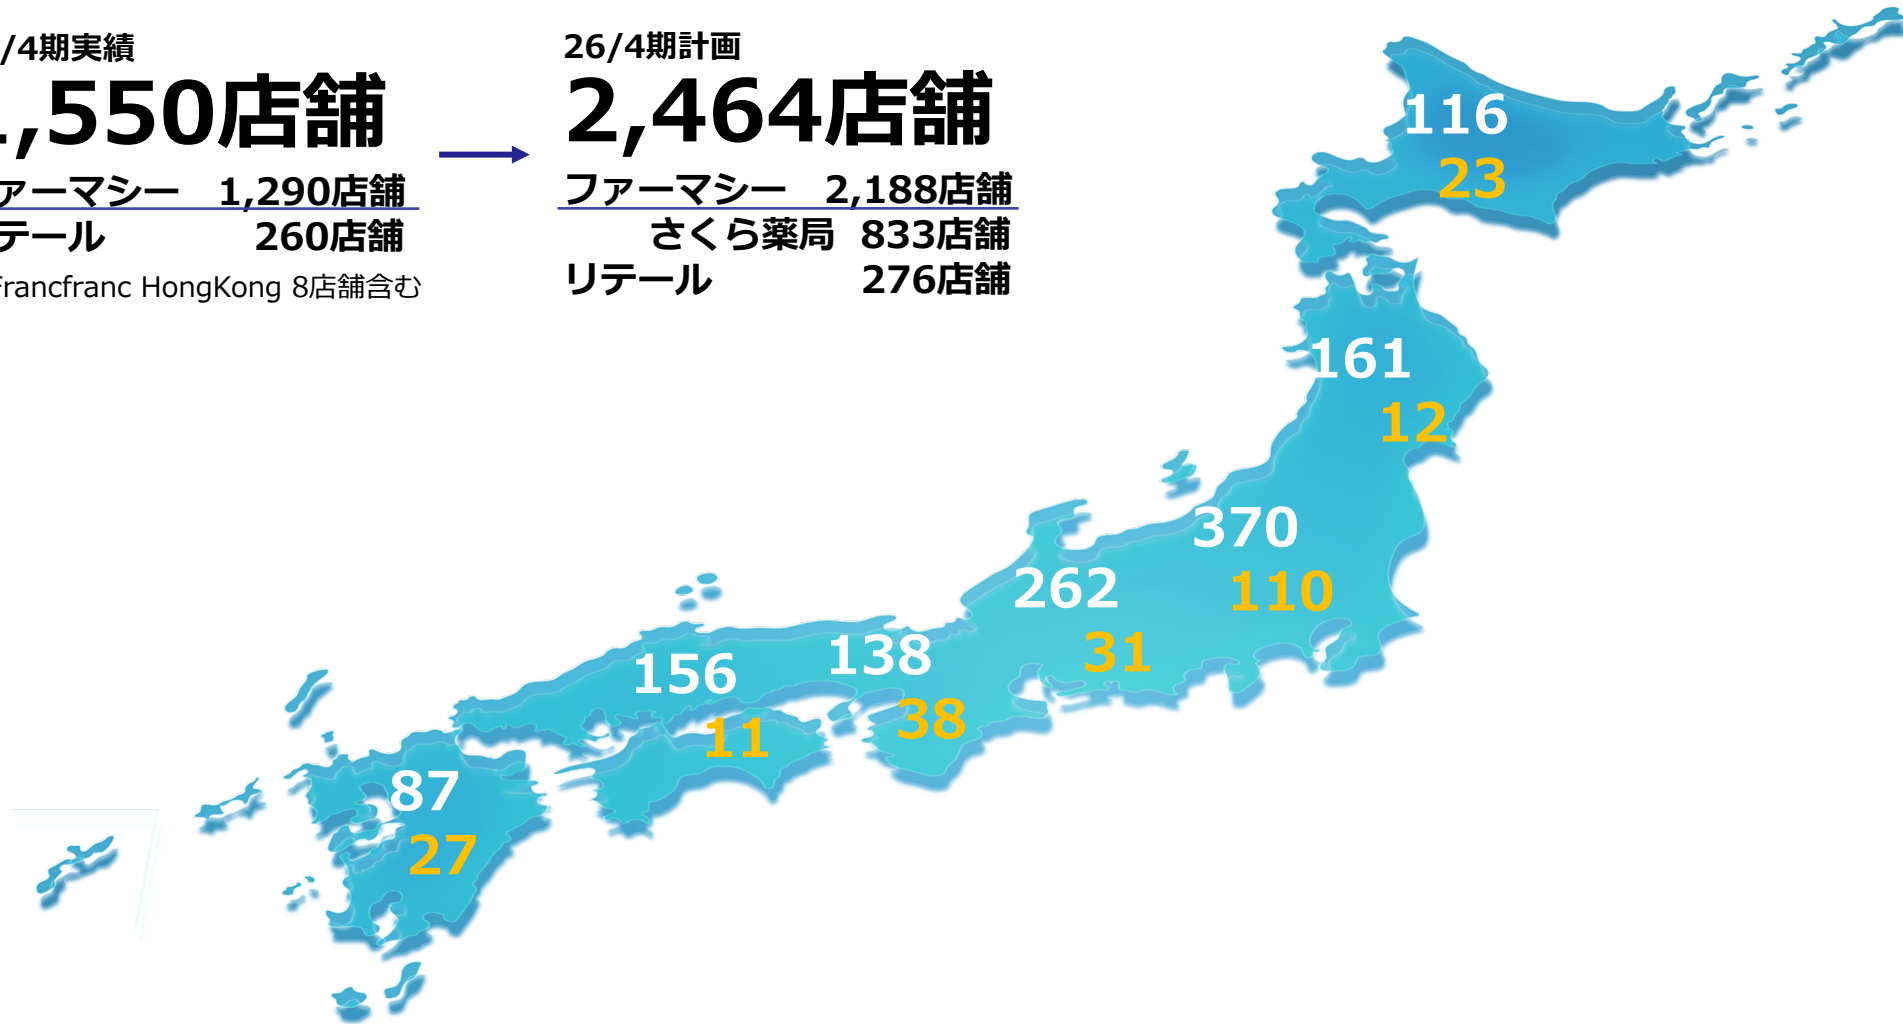 /4期実績
1,550店舗
ファーマシー 1,290店舗
テール 260店舗
Francfranc HongKong 8店舗含む
26/4期計画
2,464店舗
ファーマシー 2,188店舗
さくら薬局 833店舗
リテール 276店舗
116
23
161
12
370
110
262
31
138
38
156
11
87
27